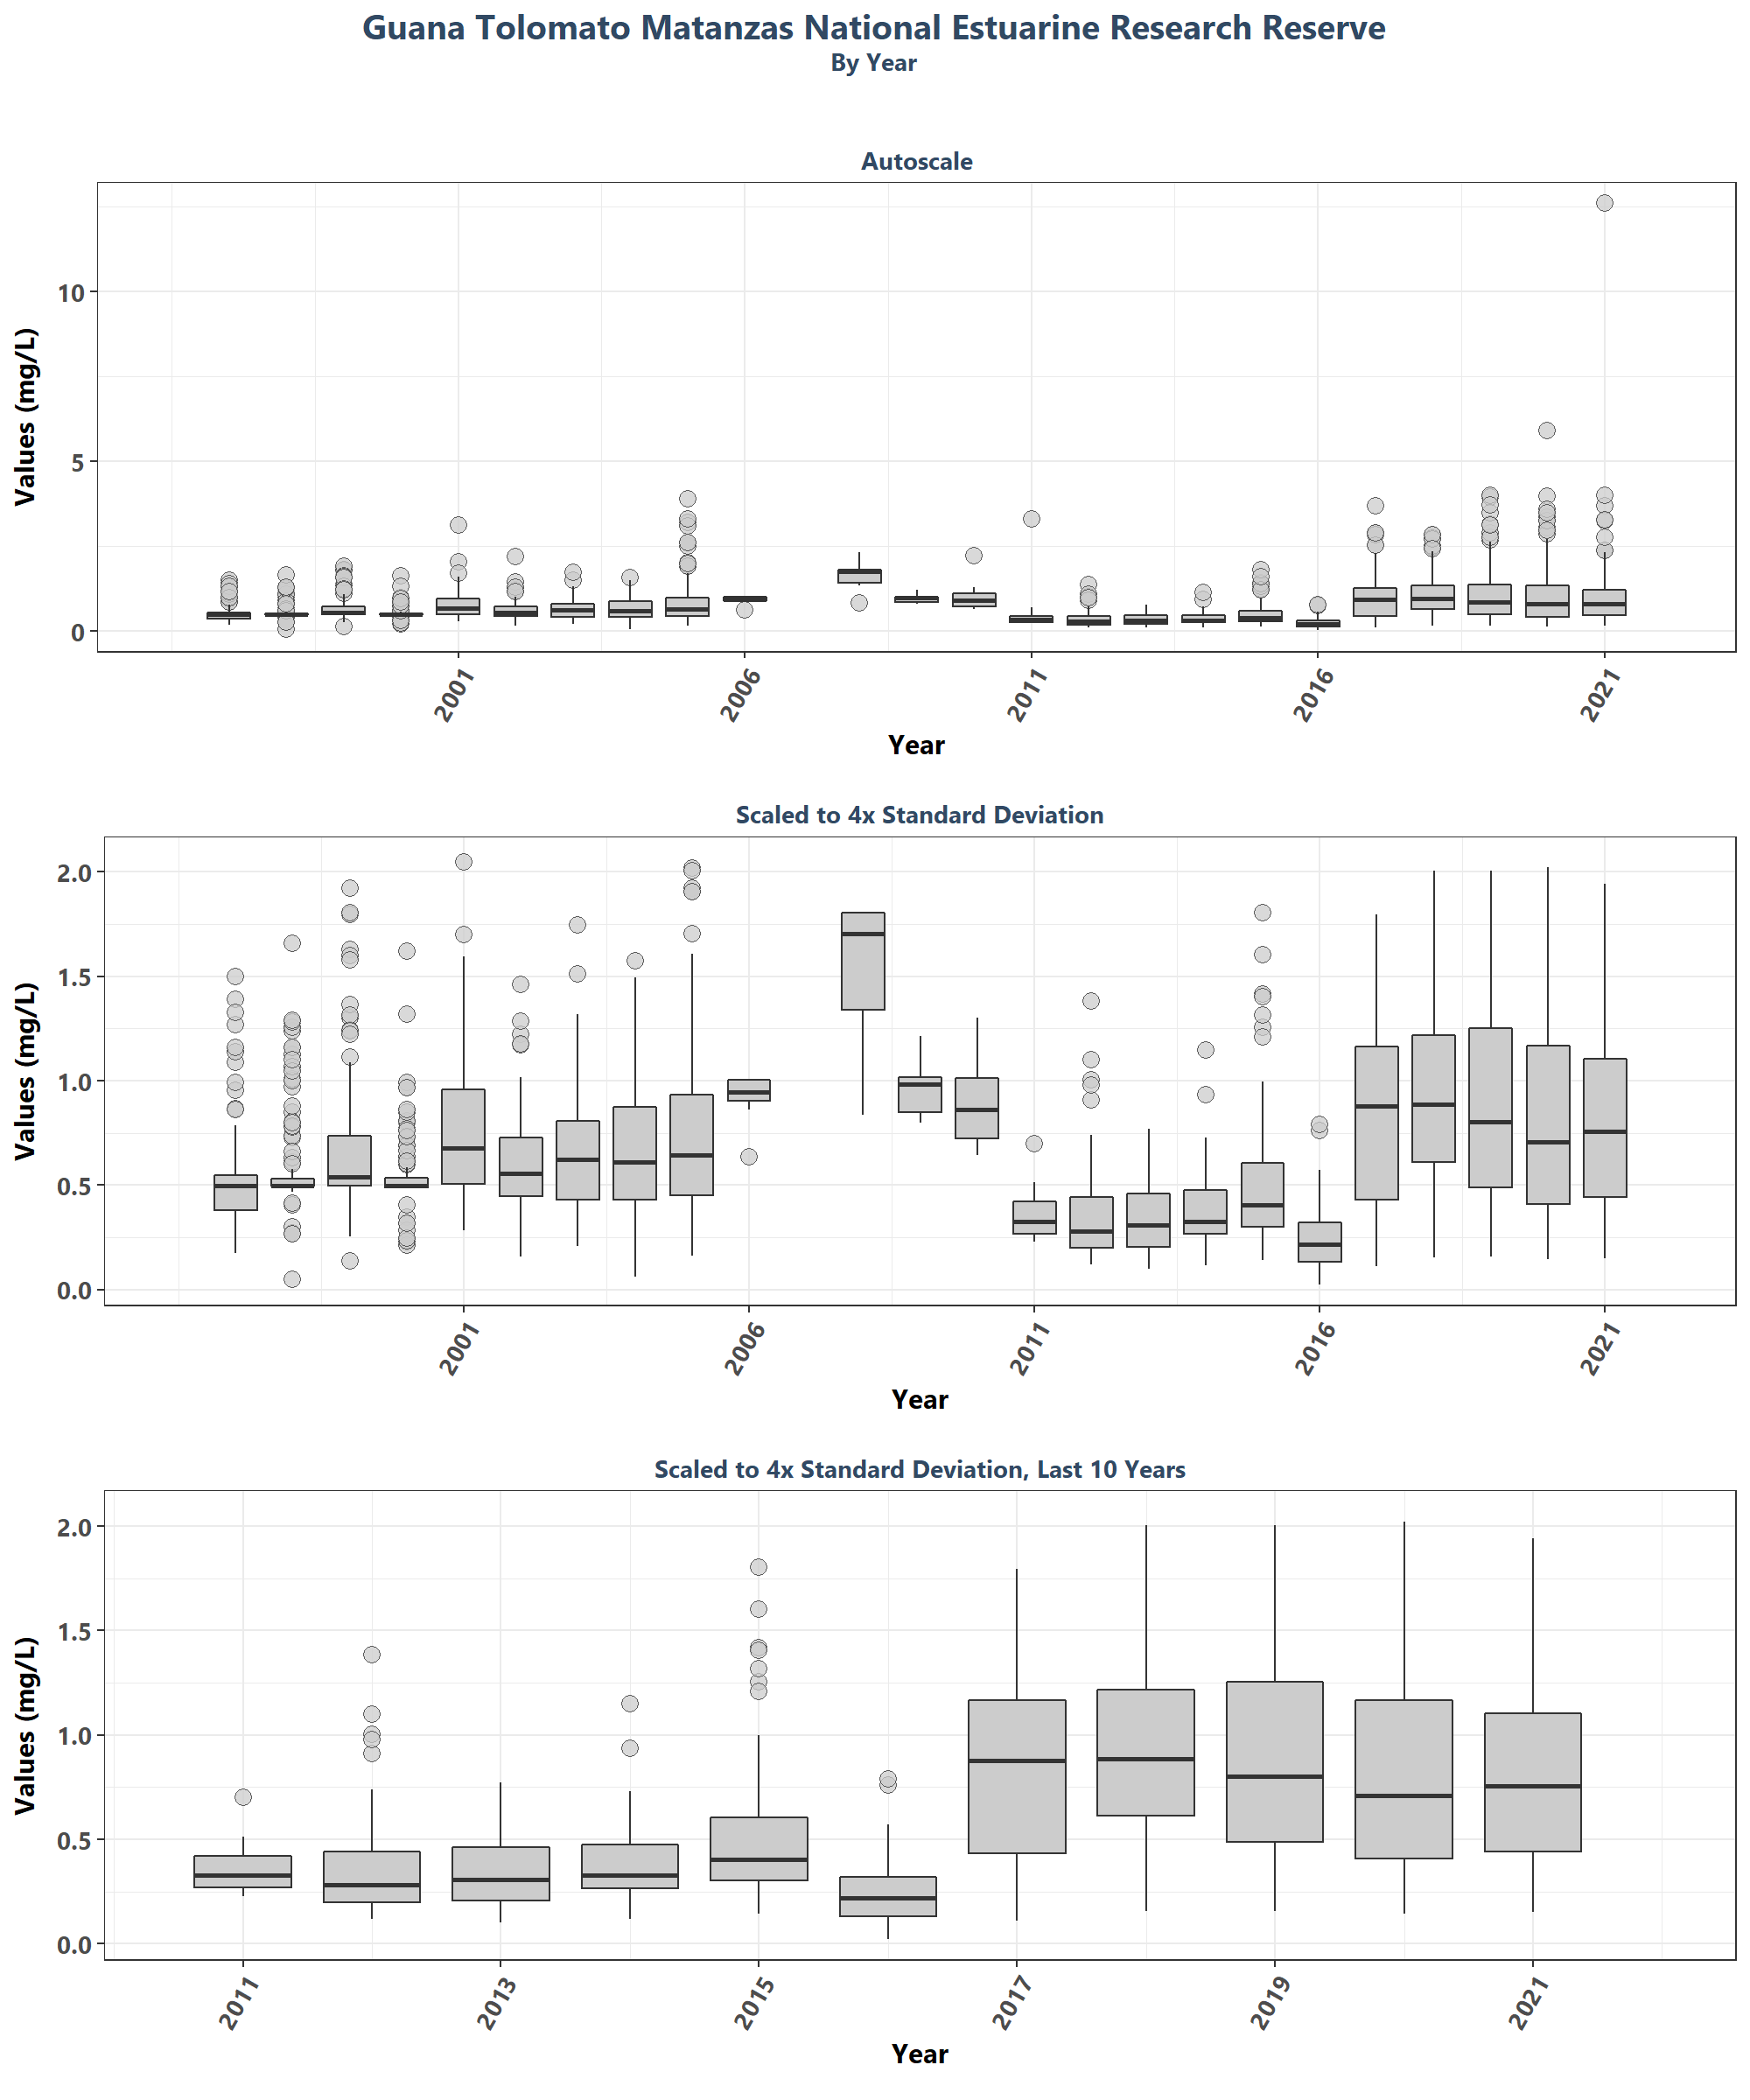 Guana Tolomato Matanzas National Estuarine Research Reserve
By Year
Autoscale
Values (mg/L)
10
5
0
2001 2006 2011 2016 2021
Year
Scaled to 4x Standard Deviation
Values (mg/L)
2.0
1.5
1.0
0.5
0.0
2001 2006 2011 2016 2021
Year
Scaled to 4x Standard Deviation, Last 10 Years
Values (mg/L)
2.0
1.5
1.0
0.5
0.0
2011 2013 2015 2017 2019 2021
Year